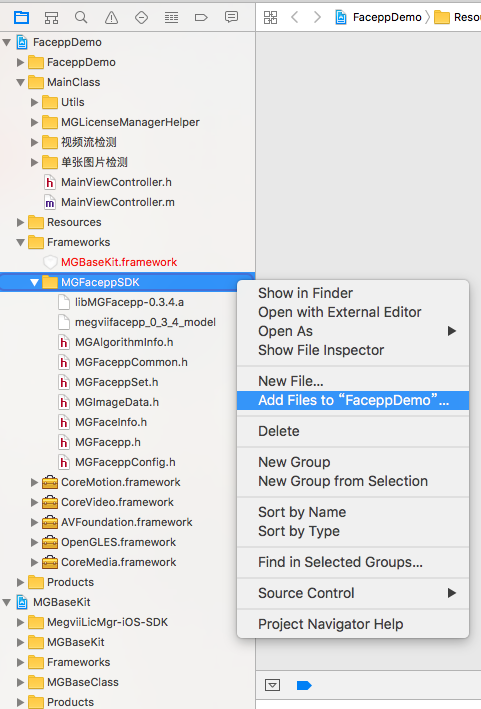 FaceppDemo
Reso
FaceppDemo
FaceppDemo
MainClass
Utils
MGLicenseManagerHelper
视频流检测
单张图片检测
MainViewController.h
MainViewController.m
Resources
Frameworks
MGBaseKit.framework
MGFaceppSDK
libMGFacepp-0.3.4.a
megviifacepp_0_3_4_model
MGAlgorithmInfo.h
MGFaceppCommon.h
MGFaceppSet.h
MGImageData.h
MGFaceInfo.h
MGFacepp.h
MGFaceppConfig.h
CoreMotion.framework
CoreVideo.framework
AVFoundation.framework
OpenGLES.framework
CoreMedia.framework
Products
MGBaseKit
MegviiLicMgr-iOS-SDK
MGBaseKit
Frameworks
MGBaseClass
Products
Show in Finder
Open with External Editor
Open As
Show File Inspector
New File...
Add Files to “FaceppDemo”...
Delete
New Group
New Group from Selection
Sort by Name
Sort by Type
Find in Selected Groups...
Source Control
Project Navigator Help